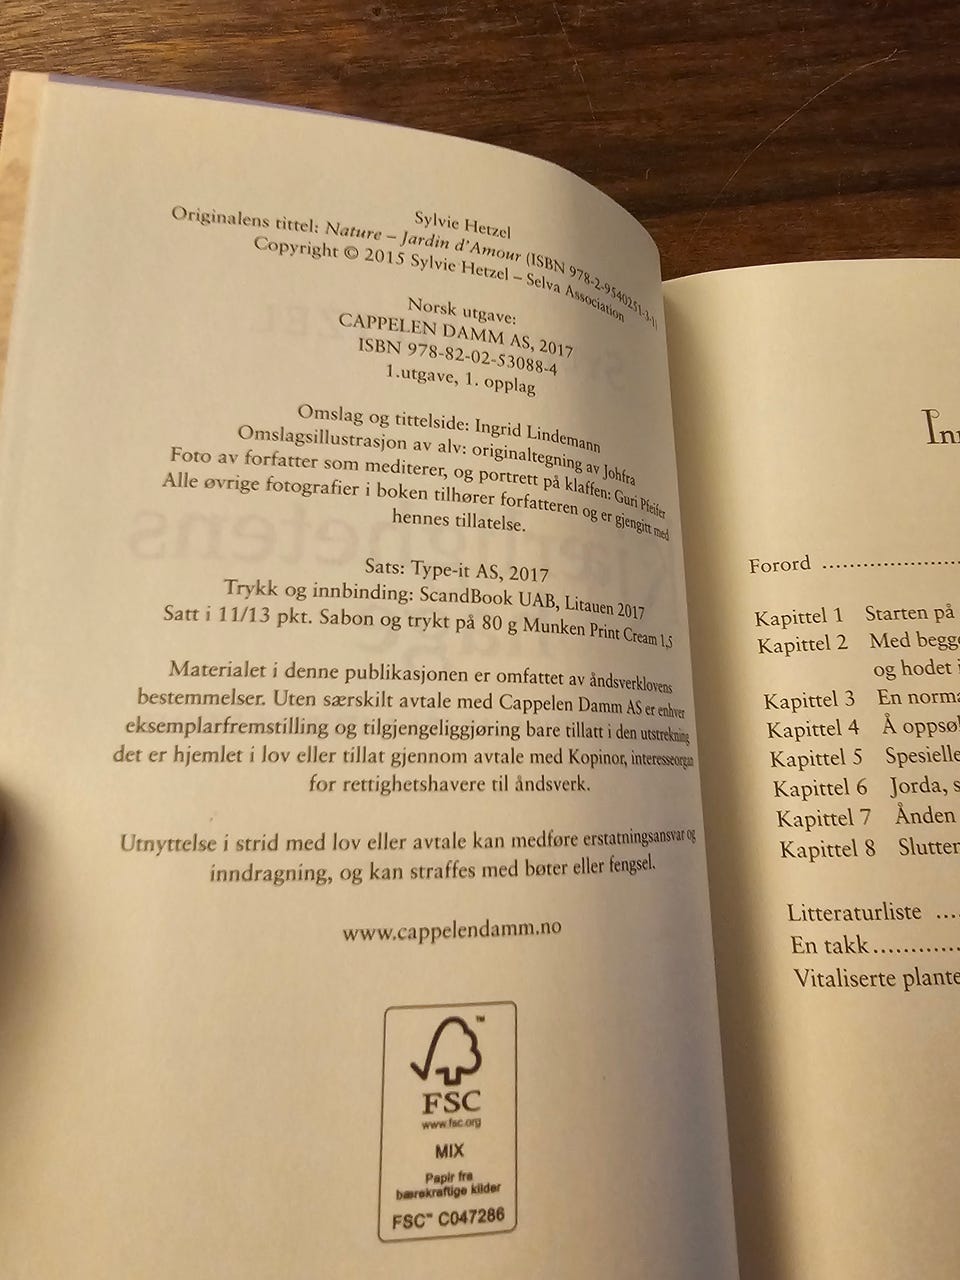 Sylvie Hetzel
Originalens tittel: Nature – Jardin d'Amour (ISBN 978-2-9540251-3-1)
Copyright © 2015 Sylvie Hetzel – Selva Association
Norsk utgave:
CAPPELEN DAMM AS, 2017
ISBN 978-82-02-53088-4
1.utgave, 1. opplag
Omslag og tittelside: Ingrid Lindemann
Omslagsillustrasjon av alv: originaltegning av Johfra
Foto av forfatter som mediterer, og portrett på klaffen: Guri Pfeifer
Alle øvrige fotografier i boken tilhører forfatteren og er gjengitt med
hennes tillatelse.
Sats: Type-it AS, 2017
Trykk og innbinding: ScandBook UAB, Litauen 2017
Satt i 11/13 pkt. Sabon og trykt på 80 g Munken Print Cream 1,5
Materialet i denne publikasjonen er omfattet av åndsverklovens
bestemmelser. Uten særskilt avtale med Cappelen Damm AS er enhver
eksemplarfremstilling og tilgjengeliggjøring bare tillatt i den utstrekning
det er hjemlet i lov eller tillat gjennom avtale med Kopinor, interesseorgan
for rettighetshavere til åndsverk.
Utnyttelse i strid med lov eller avtale kan medføre erstatningsansvar og
inndragning, og kan straffes med bøter eller fengsel.
www.cappelendamm.no
FSC
www.fsc.org
MIX
Papir fra
bærekraftige kilder
FSC™ C047286
Forord ................
Kapittel 1 Starten på
Kapittel 2 Med begge
og hodet i
Kapittel 3 En norma
Kapittel 4 Å oppsøk
Kapittel 5 Spesielle
Kapittel 6 Jorda, s
Kapittel 7 Ånden
Kapittel 8 Slutten
Litteraturliste ...
En takk..........
Vitaliserte plante